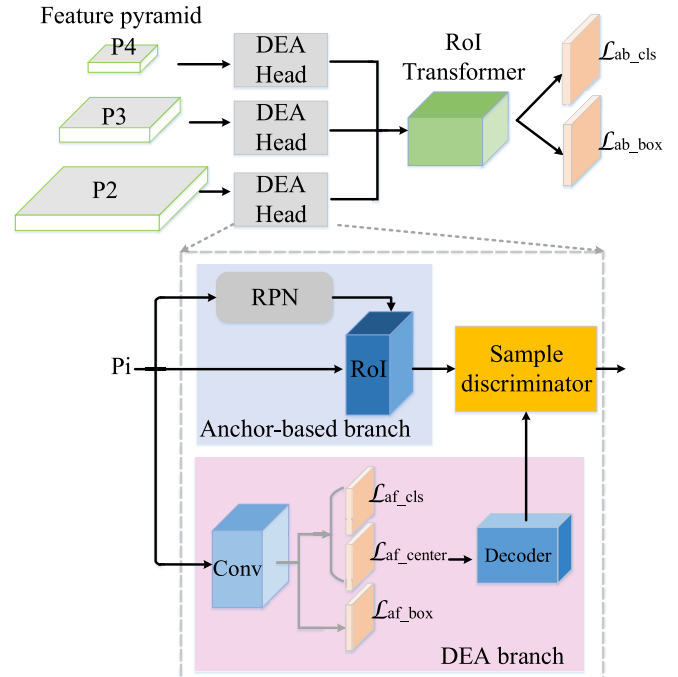 Feature pyramid
P4
DEA
Head
RoI
Transformer
ℒab_cls
P3
DEA
Head
ℒab_box
P2
DEA
Head
RPN
Pi
RoI
Sample
discriminator
Anchor-based branch
ℒaf_cls
Conv
ℒaf_center
Decoder
ℒaf_box
DEA branch